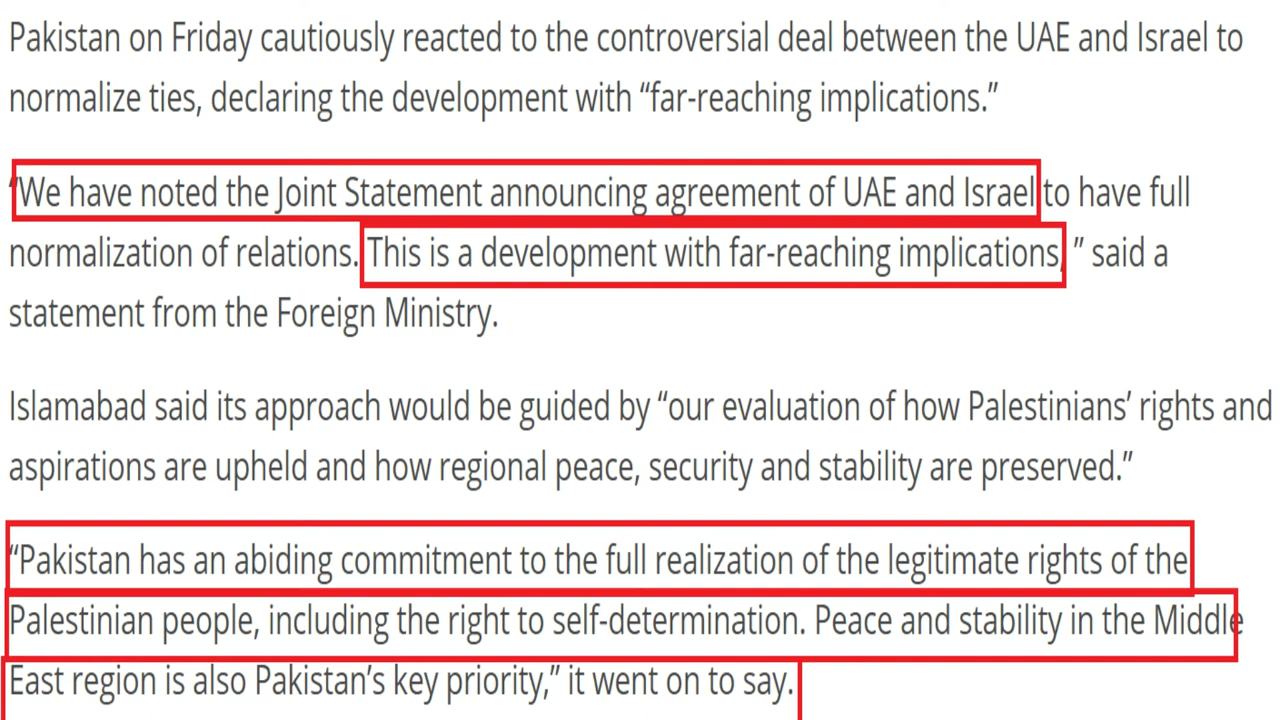 Pakistan on Friday cautiously reacted to the controversial deal between the UAE and Israel to
normalize ties, declaring the development with “far-reaching implications.”
“We have noted the Joint Statement announcing agreement of UAE and Israel to have full
normalization of relations. This is a development with far-reaching implications, ” said a
statement from the Foreign Ministry.
Islamabad said its approach would be guided by “our evaluation of how Palestinians’ rights and
aspirations are upheld and how regional peace, security and stability are preserved.”
“Pakistan has an abiding commitment to the full realization of the legitimate rights of the
Palestinian people, including the right to self-determination. Peace and stability in the Middle
East region is also Pakistan’s key priority,” it went on to say.